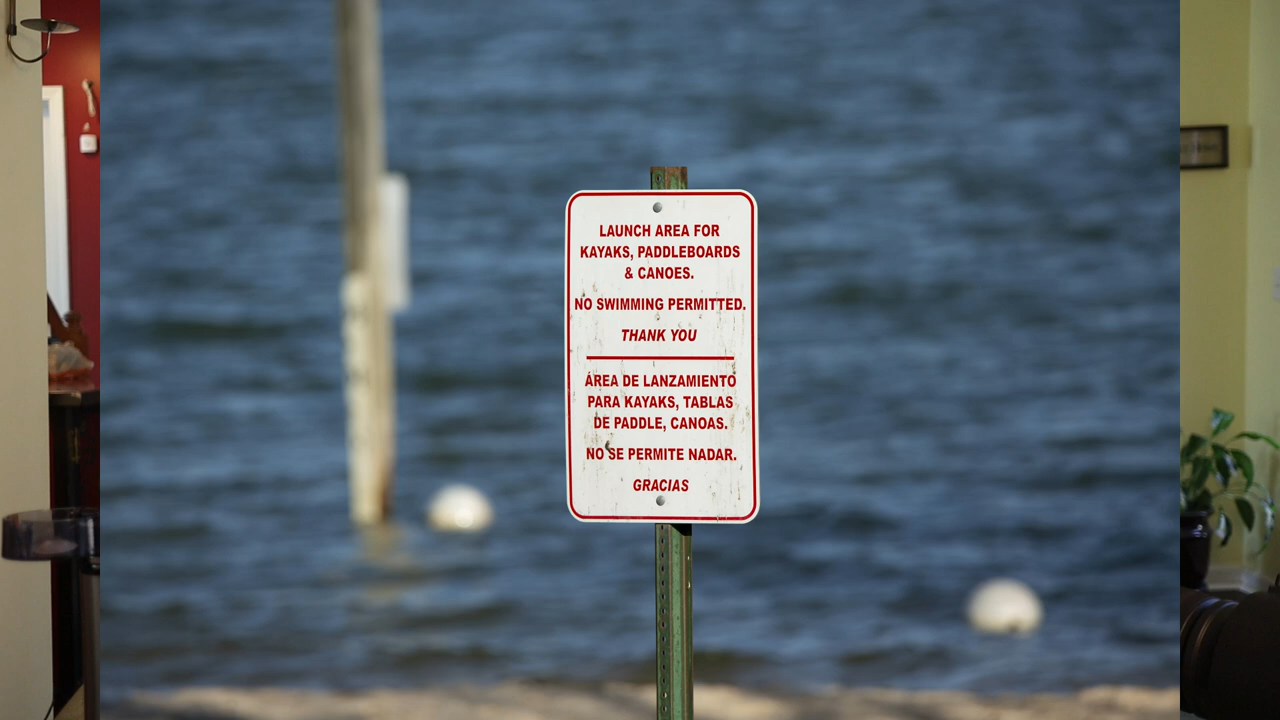 LAUNCH AREA FOR
KAYAKS, PADDLEBOARDS
& CANOES.
NO SWIMMING PERMITTED.
THANK YOU
ÁREA DE LANZAMIENTO
PARA KAYAKS, TABLAS
DE PADDLE, CANOAS.
NO SE PERMITE NADAR.
GRACIAS